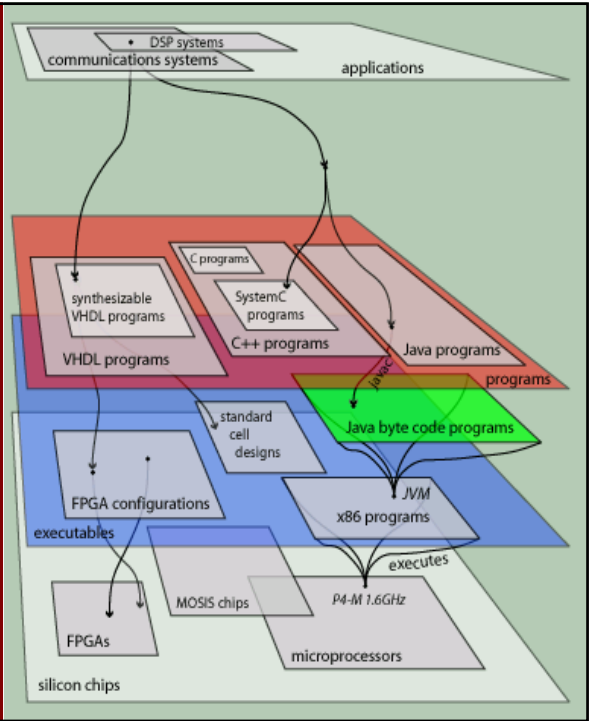 DSP systems
communications systems
applications
C programs
synthesizable
VHDL programs
SystemC
programs
C++ programs
Java programs
VHDL programs
javac
programs
standard
cell
designs
Java byte code programs
FPGA configurations
JVM
x86 programs
executables
executes
MOSIS chips
P4-M 1.6GHz
FPGAs
microprocessors
silicon chips